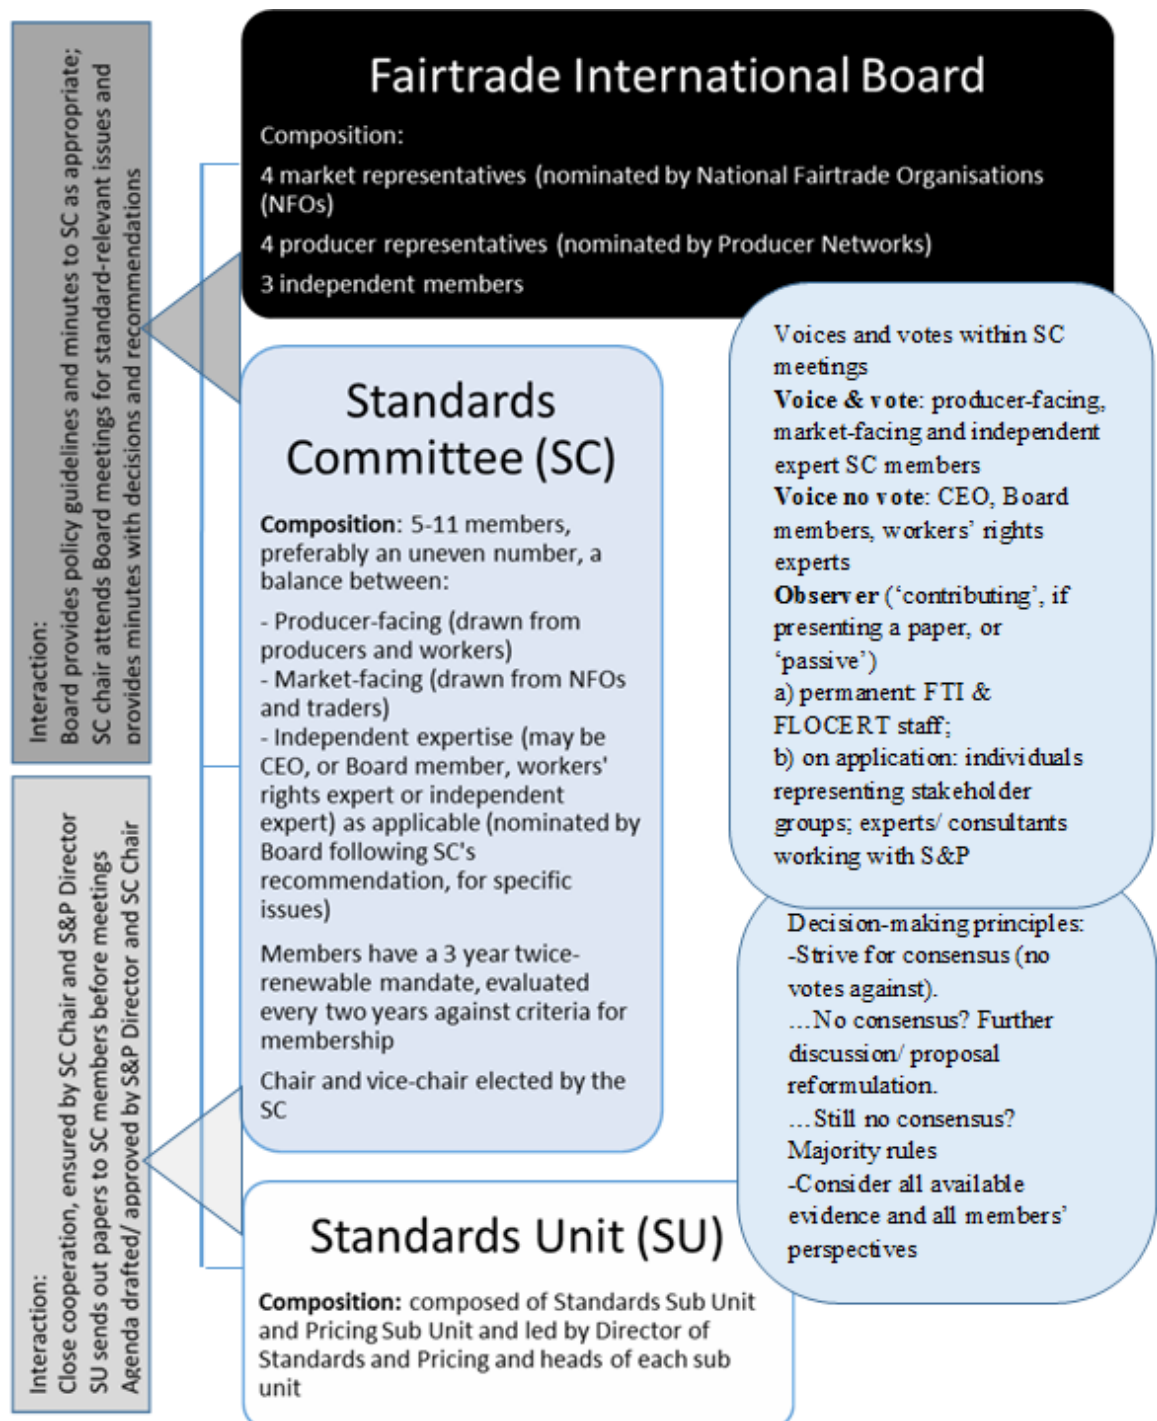 Fairtrade International Board
Composition:
4 market representatives (nominated by National Fairtrade Organisations
(NFOs)
4 producer representatives (nominated by Producer Networks)
3 independent members
Interaction:
Board provides policy guidelines and minutes to SC as appropriate;
SC chair attends Board meetings for standard-relevant issues and
provides minutes with decisions and recommendations
Standards
Committee (SC)
Composition: 5-11 members,
preferably an uneven number, a
balance between:
- Producer-facing (drawn from
producers and workers)
- Market-facing (drawn from NFOs
and traders)
- Independent expertise (may be
CEO, or Board member, workers'
rights expert or independent
expert) as applicable (nominated by
Board following SC's
recommendation, for specific
issues)
Members have a 3 year twice-
renewable mandate, evaluated
every two years against criteria for
membership
Chair and vice-chair elected by the
SC
Voices and votes within SC
meetings
Voice & vote: producer-facing,
market-facing and independent
expert SC members
Voice no vote: CEO, Board
members, workers’ rights
experts
Observer (‘contributing’, if
presenting a paper, or
‘passive’)
a) permanent: FTI &
FLOCERT staff;
b) on application: individuals
representing stakeholder
groups; experts/ consultants
working with S&P
Decision-making principles:
-Strive for consensus (no
votes against).
…No consensus? Further
discussion/ proposal
reformulation.
…Still no consensus?
Majority rules
-Consider all available
evidence and all members’
perspectives
Interaction:
Close cooperation, ensured by SC Chair and S&P Director
SU sends out papers to SC members before meetings
Agenda drafted/ approved by S&P Director and SC Chair
Standards Unit (SU)
Composition: composed of Standards Sub Unit
and Pricing Sub Unit and led by Director of
Standards and Pricing and heads of each sub
unit